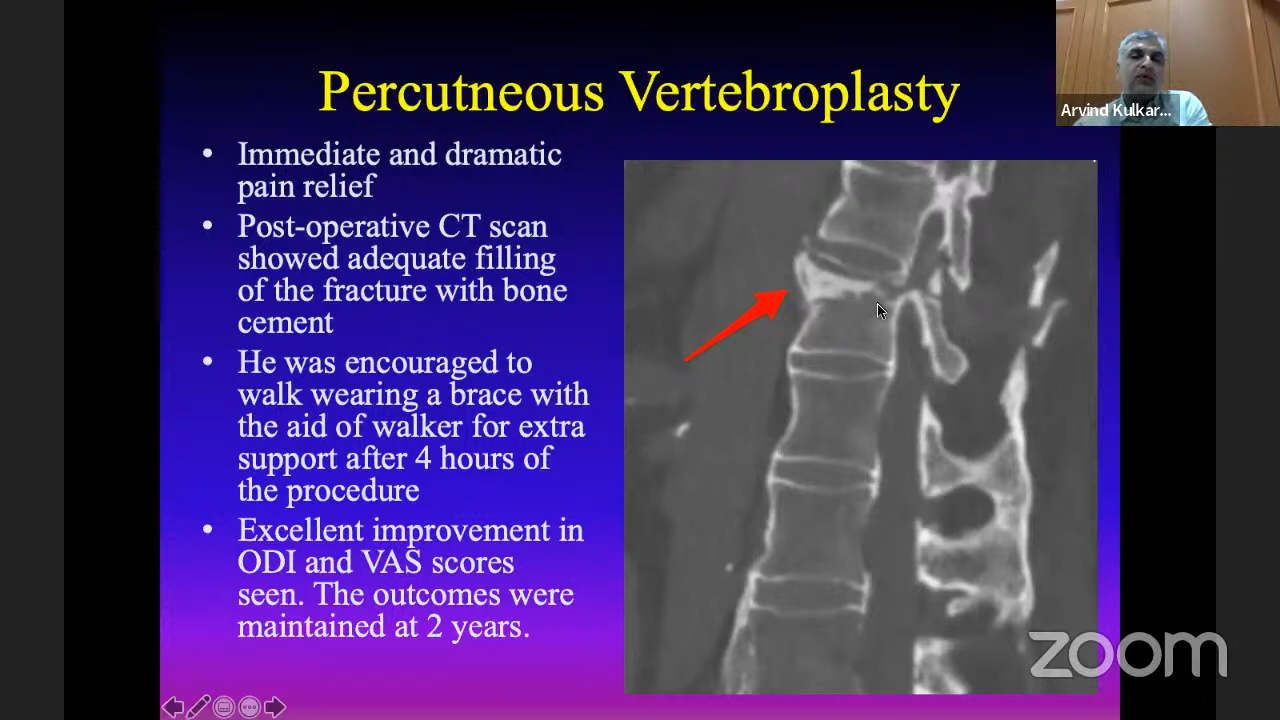 Percutneous Vertebroplasty
Arvind Kulkar...
• Immediate and dramatic
pain relief
• Post-operative CT scan
showed adequate filling
of the fracture with bone
cement
• He was encouraged to
walk wearing a brace with
the aid of walker for extra
support after 4 hours of
the procedure
• Excellent improvement in
ODI and VAS scores
seen. The outcomes were
maintained at 2 years.
zoom